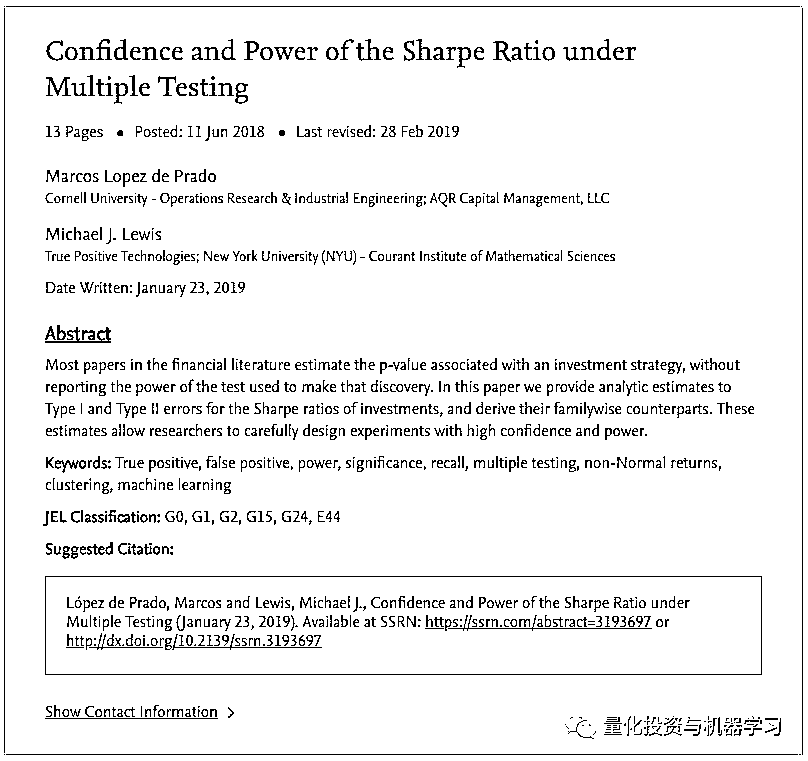 Confidence and Power of the Sharpe Ratio under
Multiple Testing
13 Pages • Posted: 11 Jun 2018 • Last revised: 28 Feb 2019
Marcos Lopez de Prado
Cornell University - Operations Research & Industrial Engineering; AQR Capital Management, LLC
Michael J. Lewis
True Positive Technologies; New York University (NYU) - Courant Institute of Mathematical Sciences
Date Written: January 23, 2019
Abstract
Most papers in the financial literature estimate the p-value associated with an investment strategy, without
reporting the power of the test used to make that discovery. In this paper we provide analytic estimates to
Type I and Type II errors for the Sharpe ratios of investments, and derive their familywise counterparts. These
estimates allow researchers to carefully design experiments with high confidence and power.
Keywords: True positive, false positive, power, significance, recall, multiple testing, non-Normal returns,
clustering, machine learning
JEL Classification: G0, G1, G2, G15, G24, E44
Suggested Citation:
López de Prado, Marcos and Lewis, Michael J., Confidence and Power of the Sharpe Ratio under
Multiple Testing (January 23, 2019). Available at SSRN: https://ssrn.com/abstract=3193697 or
http://dx.doi.org/10.2139/ssrn.3193697
Show Contact Information >
量化投资与机器学习